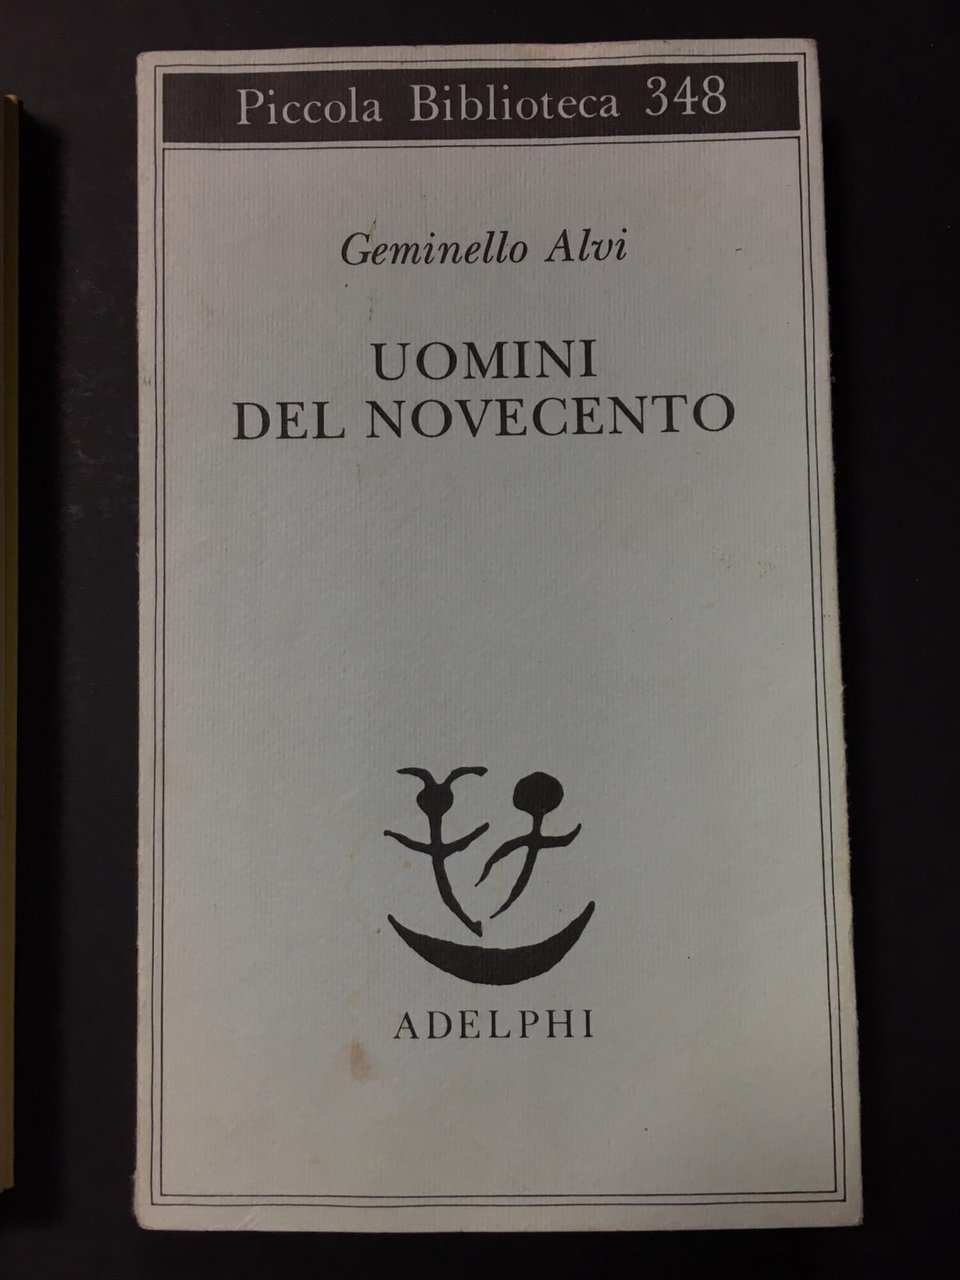 Piccola Biblioteca 348
Geminello Alvi
UOMINI
DEL NOVECENTO
ADELPHI